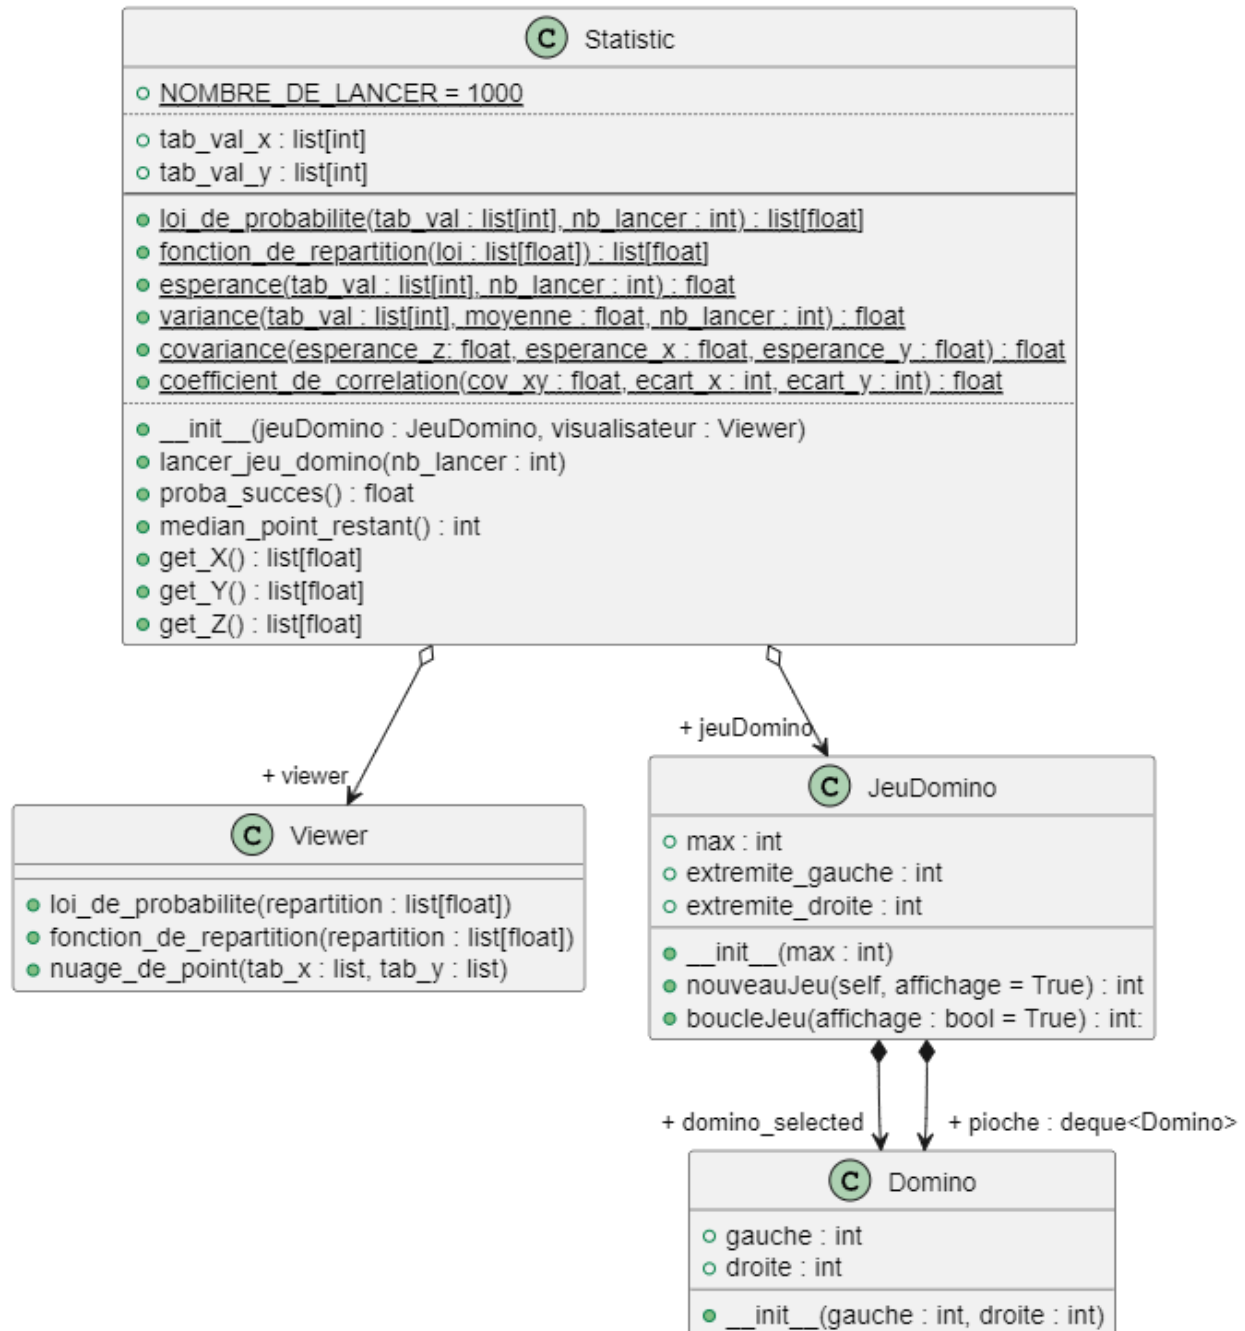 C Statistic
NOMBRE_DE_LANCER = 1000
tab_val_x : list[int]
tab_val_y : list[int]
loi_de_probabilite(tab_val : list[int], nb_lancer : int) : list[float]
fonction_de_repartition(loi : list[float]) : list[float]
esperance(tab_val : list[int], nb_lancer : int) : float
variance(tab_val : list[int], moyenne : float, nb_lancer : int) : float
covariance(esperance_z: float, esperance_x : float, esperance_y : float) : float
coefficient_de_correlation(cov_xy : float, ecart_x : int, ecart_y : int) : float
__init__(jeuDomino : JeuDomino, visualisateur : Viewer)
lancer_jeu_domino(nb_lancer : int)
proba_succes() : float
median_point_restant() : int
get_X() : list[float]
get_Y() : list[float]
get_Z() : list[float]
+ viewer
+ jeuDomino
C Viewer
loi_de_probabilite(repartition : list[float])
fonction_de_repartition(repartition : list[float])
nuage_de_point(tab_x : list, tab_y : list)
C JeuDomino
max : int
extremite_gauche : int
extremite_droite : int
__init__(max : int)
nouveauJeu(self, affichage = True) : int
boucleJeu(affichage : bool = True) : int:
+ domino_selected
+ pioche : deque<Domino>
C Domino
gauche : int
droite : int
__init__(gauche : int, droite : int)